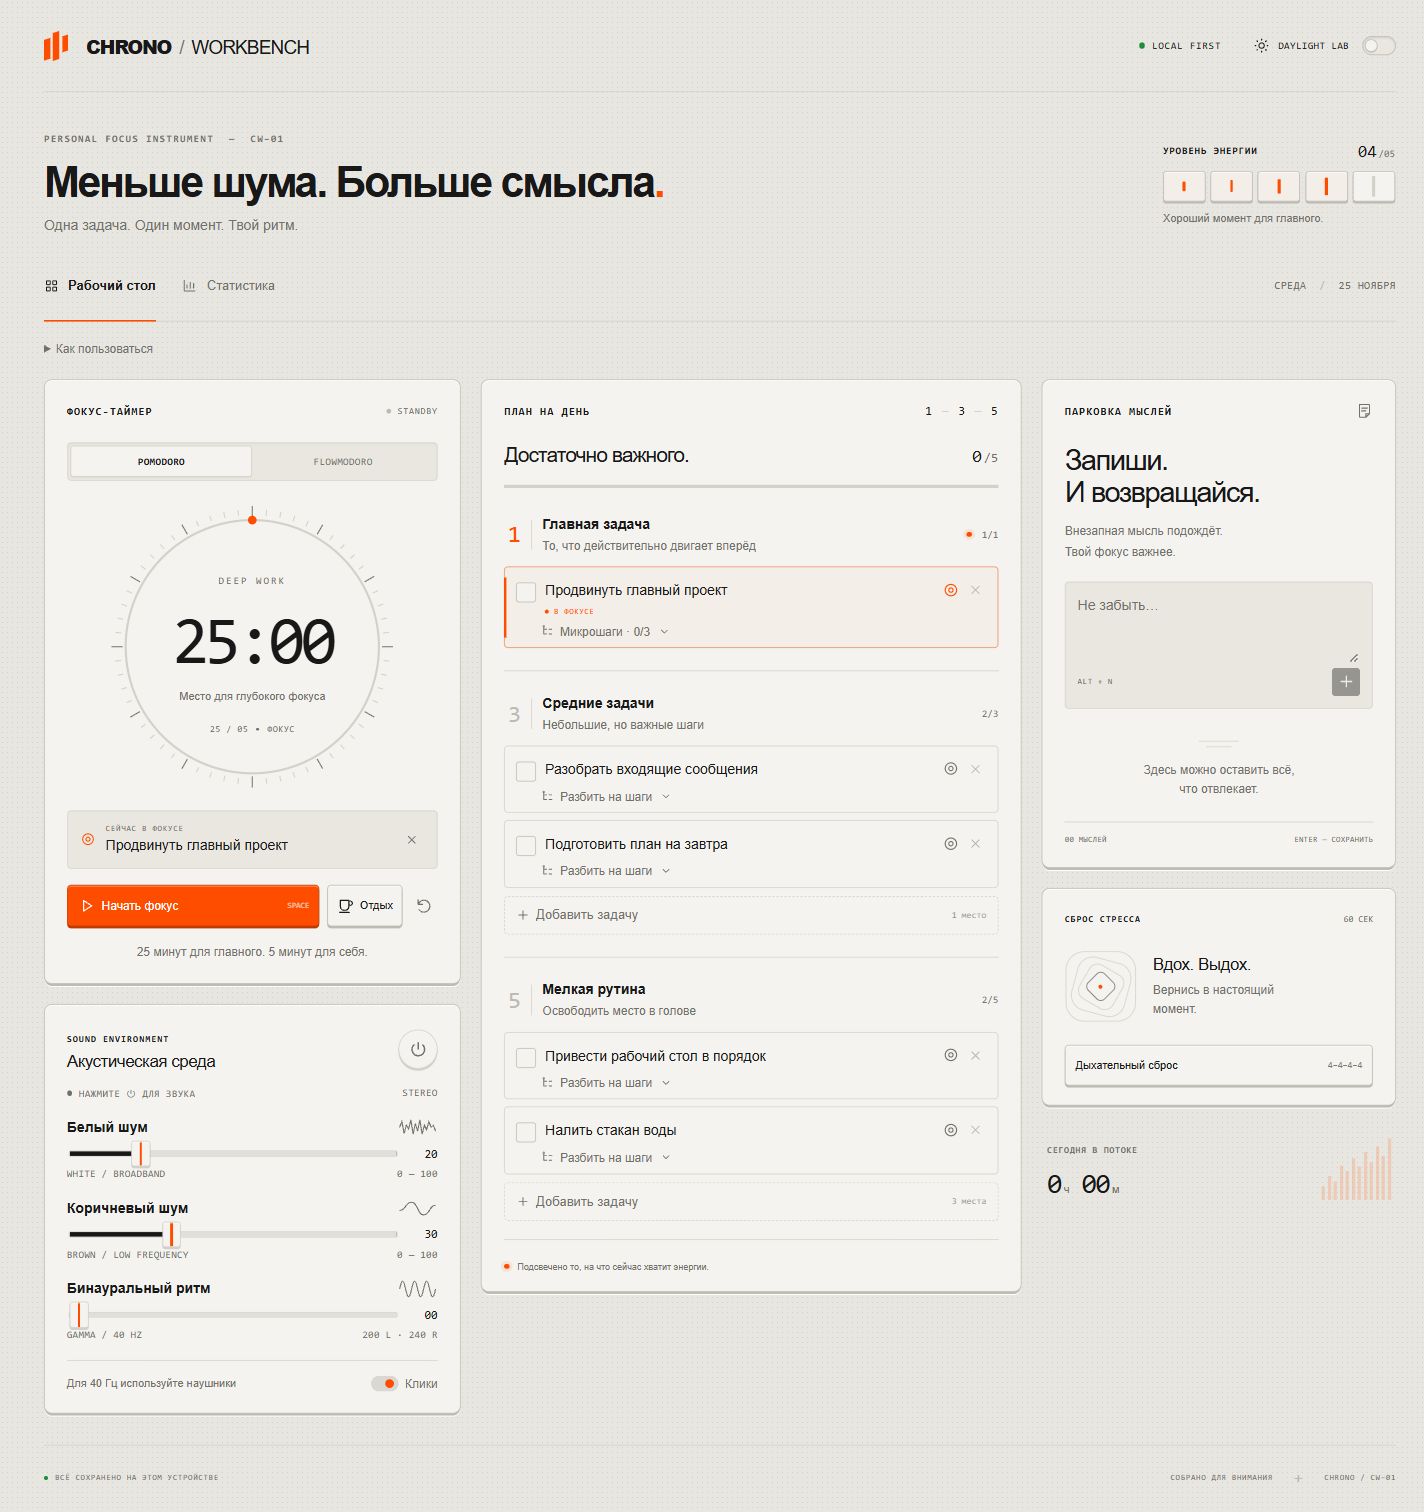 CHRONO / WORKBENCH
LOCAL FIRST
DAYLIGHT LAB
PERSONAL FOCUS INSTRUMENT — CW-01
Меньше шума. Больше смысла.
Одна задача. Один момент. Твой ритм.
УРОВЕНЬ ЭНЕРГИИ
04/05
Хороший момент для главного.
Рабочий стол
Статистика
СРЕДА / 25 НОЯБРЯ
Как пользоваться
ФОКУС-ТАЙМЕР
STANDBY
POMODORO
FLOWMODORO
DEEP WORK
25:00
Место для глубокого фокуса
25 / 05 • ФОКУС
СЕЙЧАС В ФОКУСЕ
Продвинуть главный проект
Начать фокус
SPACE
Отдых
25 минут для главного. 5 минут для себя.
SOUND ENVIRONMENT
Акустическая среда
НАЖМИТЕ ⏻ ДЛЯ ЗВУКА
STEREO
Белый шум
20
WHITE / BROADBAND
0 — 100
Коричневый шум
30
BROWN / LOW FREQUENCY
0 — 100
Бинауральный ритм
00
GAMMA / 40 HZ
200 L · 240 R
Для 40 Гц используйте наушники
Клики
ПЛАН НА ДЕНЬ
1 — 3 — 5
Достаточно важного.
0/5
1
Главная задача
То, что действительно двигает вперёд
1/1
Продвинуть главный проект
В ФОКУСЕ
Микрошаги · 0/3
3
Средние задачи
Небольшие, но важные шаги
2/3
Разобрать входящие сообщения
Разбить на шаги
Подготовить план на завтра
Разбить на шаги
+ Добавить задачу
1 место
5
Мелкая рутина
Освободить место в голове
2/5
Привести рабочий стол в порядок
Разбить на шаги
Налить стакан воды
Разбить на шаги
+ Добавить задачу
3 места
Подсвечено то, на что сейчас хватит энергии.
ПАРКОВКА МЫСЛЕЙ
Запиши.
И возвращайся.
Внезапная мысль подождёт.
Твой фокус важнее.
Не забыть…
ALT + N
Здесь можно оставить всё,
что отвлекает.
00 МЫСЛЕЙ
ENTER — СОХРАНИТЬ
СБРОС СТРЕССА
60 СЕК
Вдох. Выдох.
Вернись в настоящий
момент.
Дыхательный сброс
4-4-4-4
СЕГОДНЯ В ПОТОКЕ
0 ч 00 м
ВСЁ СОХРАНЕНО НА ЭТОМ УСТРОЙСТВЕ
СОБРАНО ДЛЯ ВНИМАНИЯ
CHRONO / CW-01